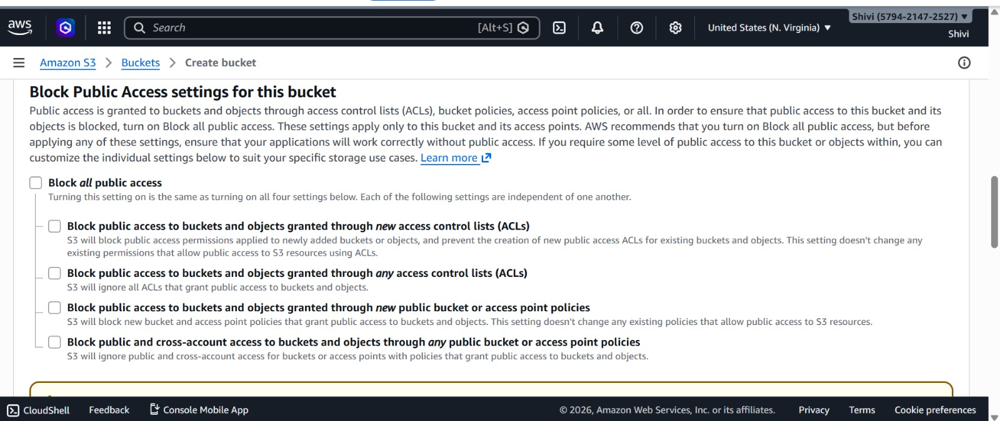 aws
Search [Alt+S]
United States (N. Virginia) ▼
Shivi (5794-2147-2527) ▼
Shivi
Amazon S3 > Buckets > Create bucket
Block Public Access settings for this bucket
Public access is granted to buckets and objects through access control lists (ACLs), bucket policies, access point policies, or all. In order to ensure that public access to this bucket and its
objects is blocked, turn on Block all public access. These settings apply only to this bucket and its access points. AWS recommends that you turn on Block all public access, but before
applying any of these settings, ensure that your applications will work correctly without public access. If you require some level of public access to this bucket or objects within, you can
customize the individual settings below to suit your specific storage use cases. Learn more
Block all public access
Turning this setting on is the same as turning on all four settings below. Each of the following settings are independent of one another.
Block public access to buckets and objects granted through new access control lists (ACLs)
S3 will block public access permissions applied to newly added buckets or objects, and prevent the creation of new public access ACLs for existing buckets and objects. This setting doesn't change any
existing permissions that allow public access to S3 resources using ACLs.
Block public access to buckets and objects granted through any access control lists (ACLs)
S3 will ignore all ACLs that grant public access to buckets and objects.
Block public access to buckets and objects granted through new public bucket or access point policies
S3 will block new bucket and access point policies that grant public access to buckets and objects. This setting doesn't change any existing policies that allow public access to S3 resources.
Block public and cross-account access to buckets and objects through any public bucket or access point policies
S3 will ignore public and cross-account access for buckets or access points with policies that grant public access to buckets and objects.
CloudShell Feedback Console Mobile App © 2026, Amazon Web Services, Inc. or its affiliates. Privacy Terms Cookie preferences